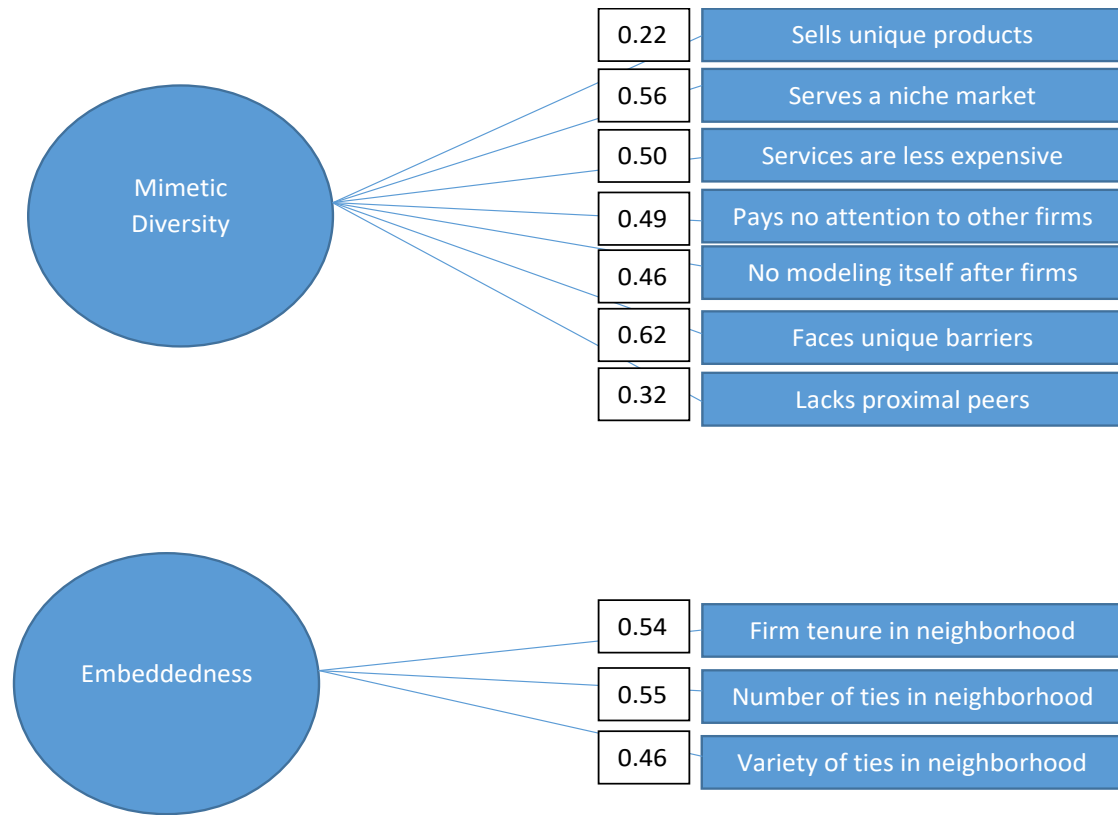 0.22
Sells unique products
0.56
Serves a niche market
0.50
Services are less expensive
Mimetic
Diversity
0.49
Pays no attention to other firms
0.46
No modeling itself after firms
0.62
Faces unique barriers
0.32
Lacks proximal peers
0.54
Firm tenure in neighborhood
Embeddedness
0.55
Number of ties in neighborhood
0.46
Variety of ties in neighborhood